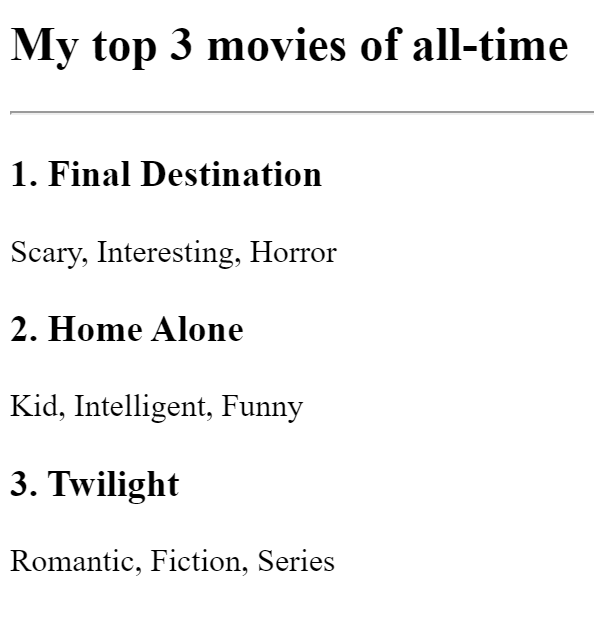 My top 3 movies of all-time
1. Final Destination
Scary, Interesting, Horror
2. Home Alone
Kid, Intelligent, Funny
3. Twilight
Romantic, Fiction, Series